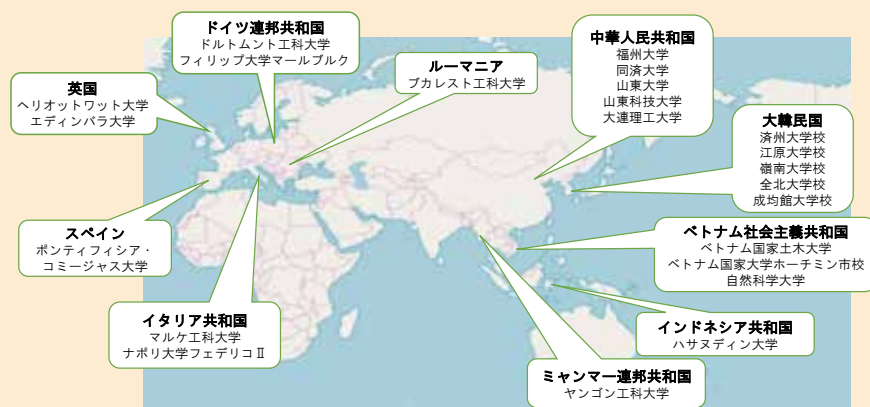 ドイツ連邦共和国
ドルトムント工科大学
フィリップ大学マールブルク
ルーマニア
ブカレスト工科大学
中華人民共和国
福州大学
同済大学
山東大学
山東科技大学
大連理工大学
英国
ヘリオットワット大学
エディンバラ大学
大韓民国
済州大学校
江原大学校
嶺南大学校
全北大学校
成均館大学校
スペイン
ポンティフィシア・
コミージャス大学
ベトナム社会主義共和国
ベトナム国家土木大学
ベトナム国家大学ホーチミン市校
自然科学大学
イタリア共和国
マルケ工科大学
ナポリ大学フェデリコⅡ
インドネシア共和国
ハサヌディン大学
ミャンマー連邦共和国
ヤンゴン工科大学